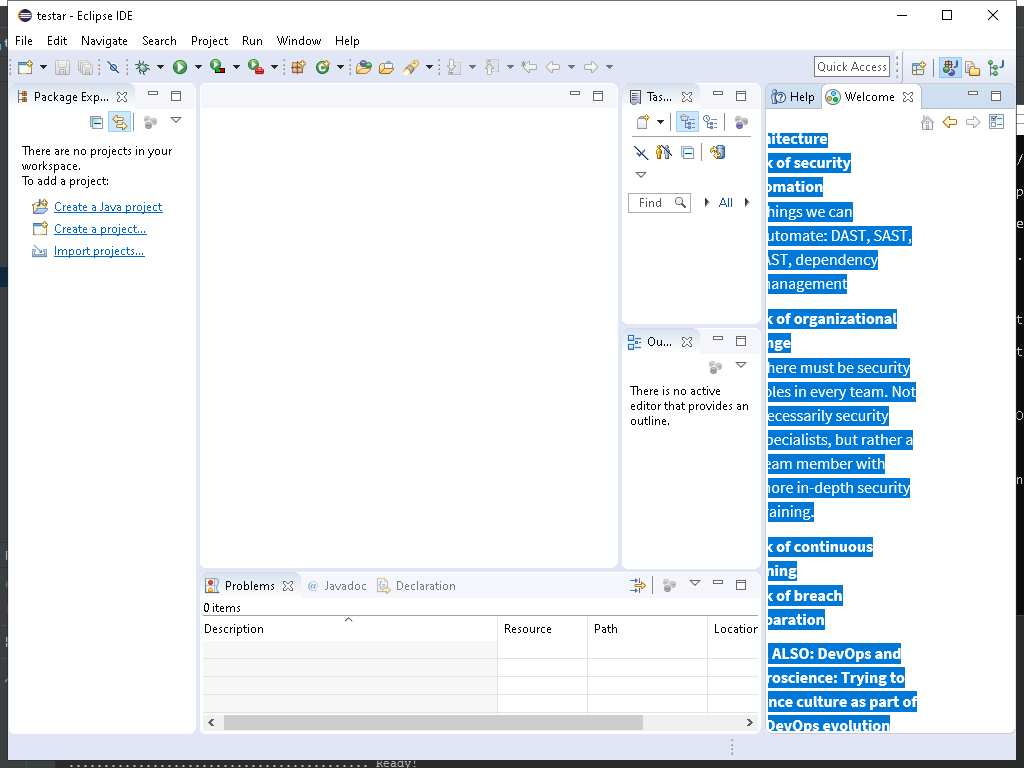 testar - Eclipse IDE
File Edit Navigate Search Project Run Window Help
Quick Access
Package Exp...
There are no projects in your
workspace.
To add a project:
Create a Java project
Create a project...
Import projects...
Tas...
Find
All
Ou...
There is no active
editor that provides an
outline.
Problems @ Javadoc Declaration
0 items
Description Resource Path Location
Help Welcome
itecture
k of security
omation
hings we can
utomate: DAST, SAST,
AST, dependency
anagement
k of organizational
nge
here must be security
oles in every team. Not
ecessarily security
pecialists, but rather a
eam member with
ore in-depth security
aining.
k of continuous
ning
k of breach
paration
ALSO: DevOps and
roscience: Trying to
nce culture as part of
DevOps evolution
Ready!